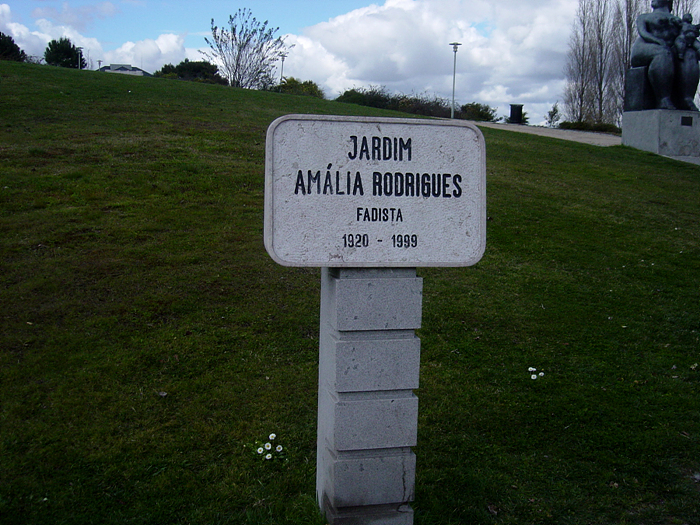 JARDIM
AMÁLIA RODRIGUES
FADISTA
1920 - 1999